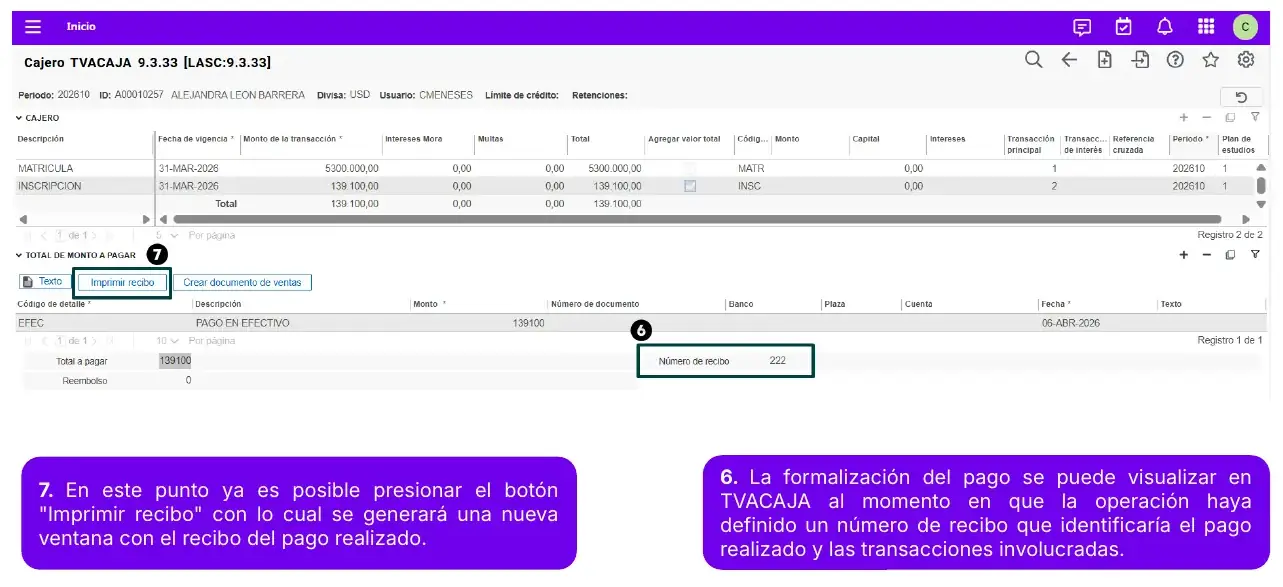 Inicio
C
Cajero TVACAJA 9.3.33 [LASC:9.3.33]
Periodo: 202610 ID: A00010257 ALEJANDRA LEON BARRERA Divisa: USD Usuario: CMENESES Límite de crédito: Retenciones:
CAJERO
Descripción Fecha de vigencia * Monto de la transacción * Intereses Mora Multas Total Agregar valor total Códig... Monto Capital Intereses Transacción principal Transacc... de interés Referencia cruzada Período * Plan de estudios
MATRICULA 31-MAR-2026 5300.000,00 0,00 0,00 5300.000,00 MATR 0,00 1 202610 1
INSCRIPCION 31-MAR-2026 139.100,00 0,00 0,00 139.100,00 INSC 0,00 2 202610 1
Total 139.100,00 0,00 0,00 139.100,00
1 de 1 5 Por página Registro 2 de 2
TOTAL DE MONTO A PAGAR 7
Texto Imprimir recibo Crear documento de ventas
Código de detalle * Descripción Monto * Número de documento Banco Plaza Cuenta Fecha * Texto
EFEC PAGO EN EFECTIVO 139100 06-ABR-2026
6
1 de 1 10 Por página Registro 1 de 1
Total a pagar 139100 Número de recibo 222
Reembolso 0
7. En este punto ya es posible presionar el botón
"Imprimir recibo" con lo cual se generará una nueva
ventana con el recibo del pago realizado.
6. La formalización del pago se puede visualizar en
TVACAJA al momento en que la operación haya
definido un número de recibo que identificaría el pago
realizado y las transacciones involucradas.